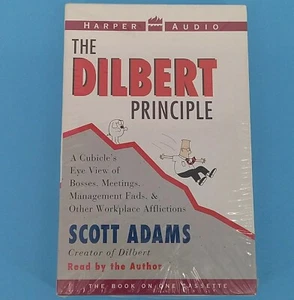 HARPER AUDIO
THE
DILBERT
PRINCIPLE
A Cubicle's
Eye View of
Bosses, Meetings,
Management Fads, &
Other Workplace Afflictions
SCOTT ADAMS
Creator of Dilbert
Read by the Author
THE BOOK ON ONE CASSETTE